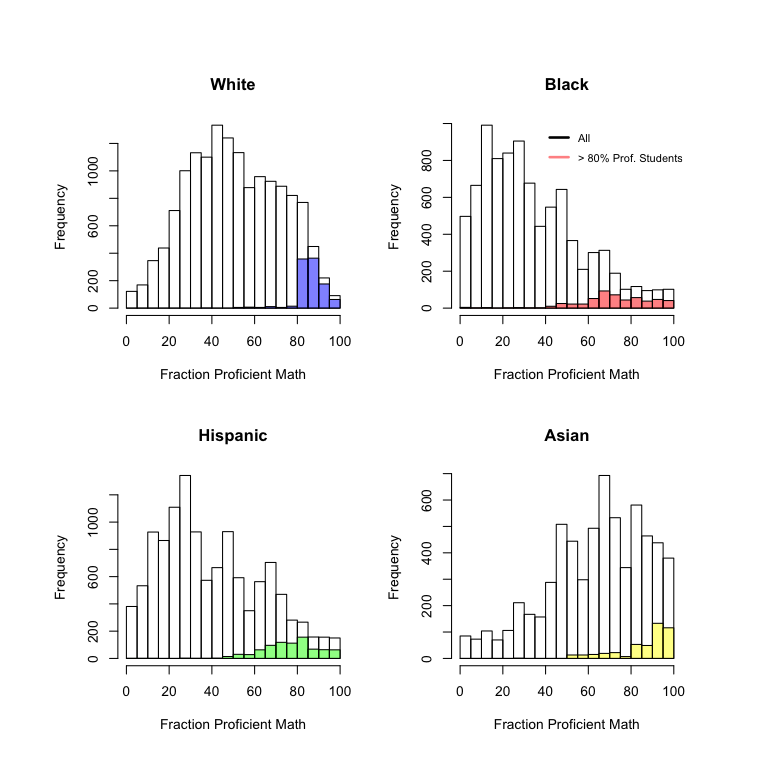 White
Frequency
0
200
600
1000
0 20 40 60 80 100
Fraction Proficient Math
Black
Frequency
0
200
400
600
800
All
> 80% Prof. Students
0 20 40 60 80 100
Fraction Proficient Math
Hispanic
Frequency
0
200
600
1000
0 20 40 60 80 100
Fraction Proficient Math
Asian
Frequency
0
200
400
600
0 20 40 60 80 100
Fraction Proficient Math